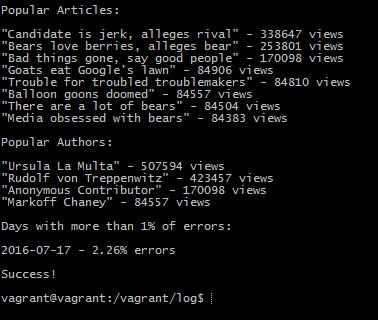 Popular Articles:
"Candidate is jerk, alleges rival" - 338647 views
"Bears love berries, alleges bear" - 253801 views
"Bad things gone, say good people" - 170098 views
"Goats eat Google's lawn" - 84906 views
"Trouble for troubled troublemakers" - 84810 views
"Balloon goons doomed" - 84557 views
"There are a lot of bears" - 84504 views
"Media obsessed with bears" - 84383 views
Popular Authors:
"Ursula La Multa" - 507594 views
"Rudolf von Treppenwitz" - 423457 views
"Anonymous Contributor" - 170098 views
"Markoff Chaney" - 84557 views
Days with more than 1% of errors:
2016-07-17 - 2.26% errors
Success!
vagrant@vagrant:/vagrant/log$